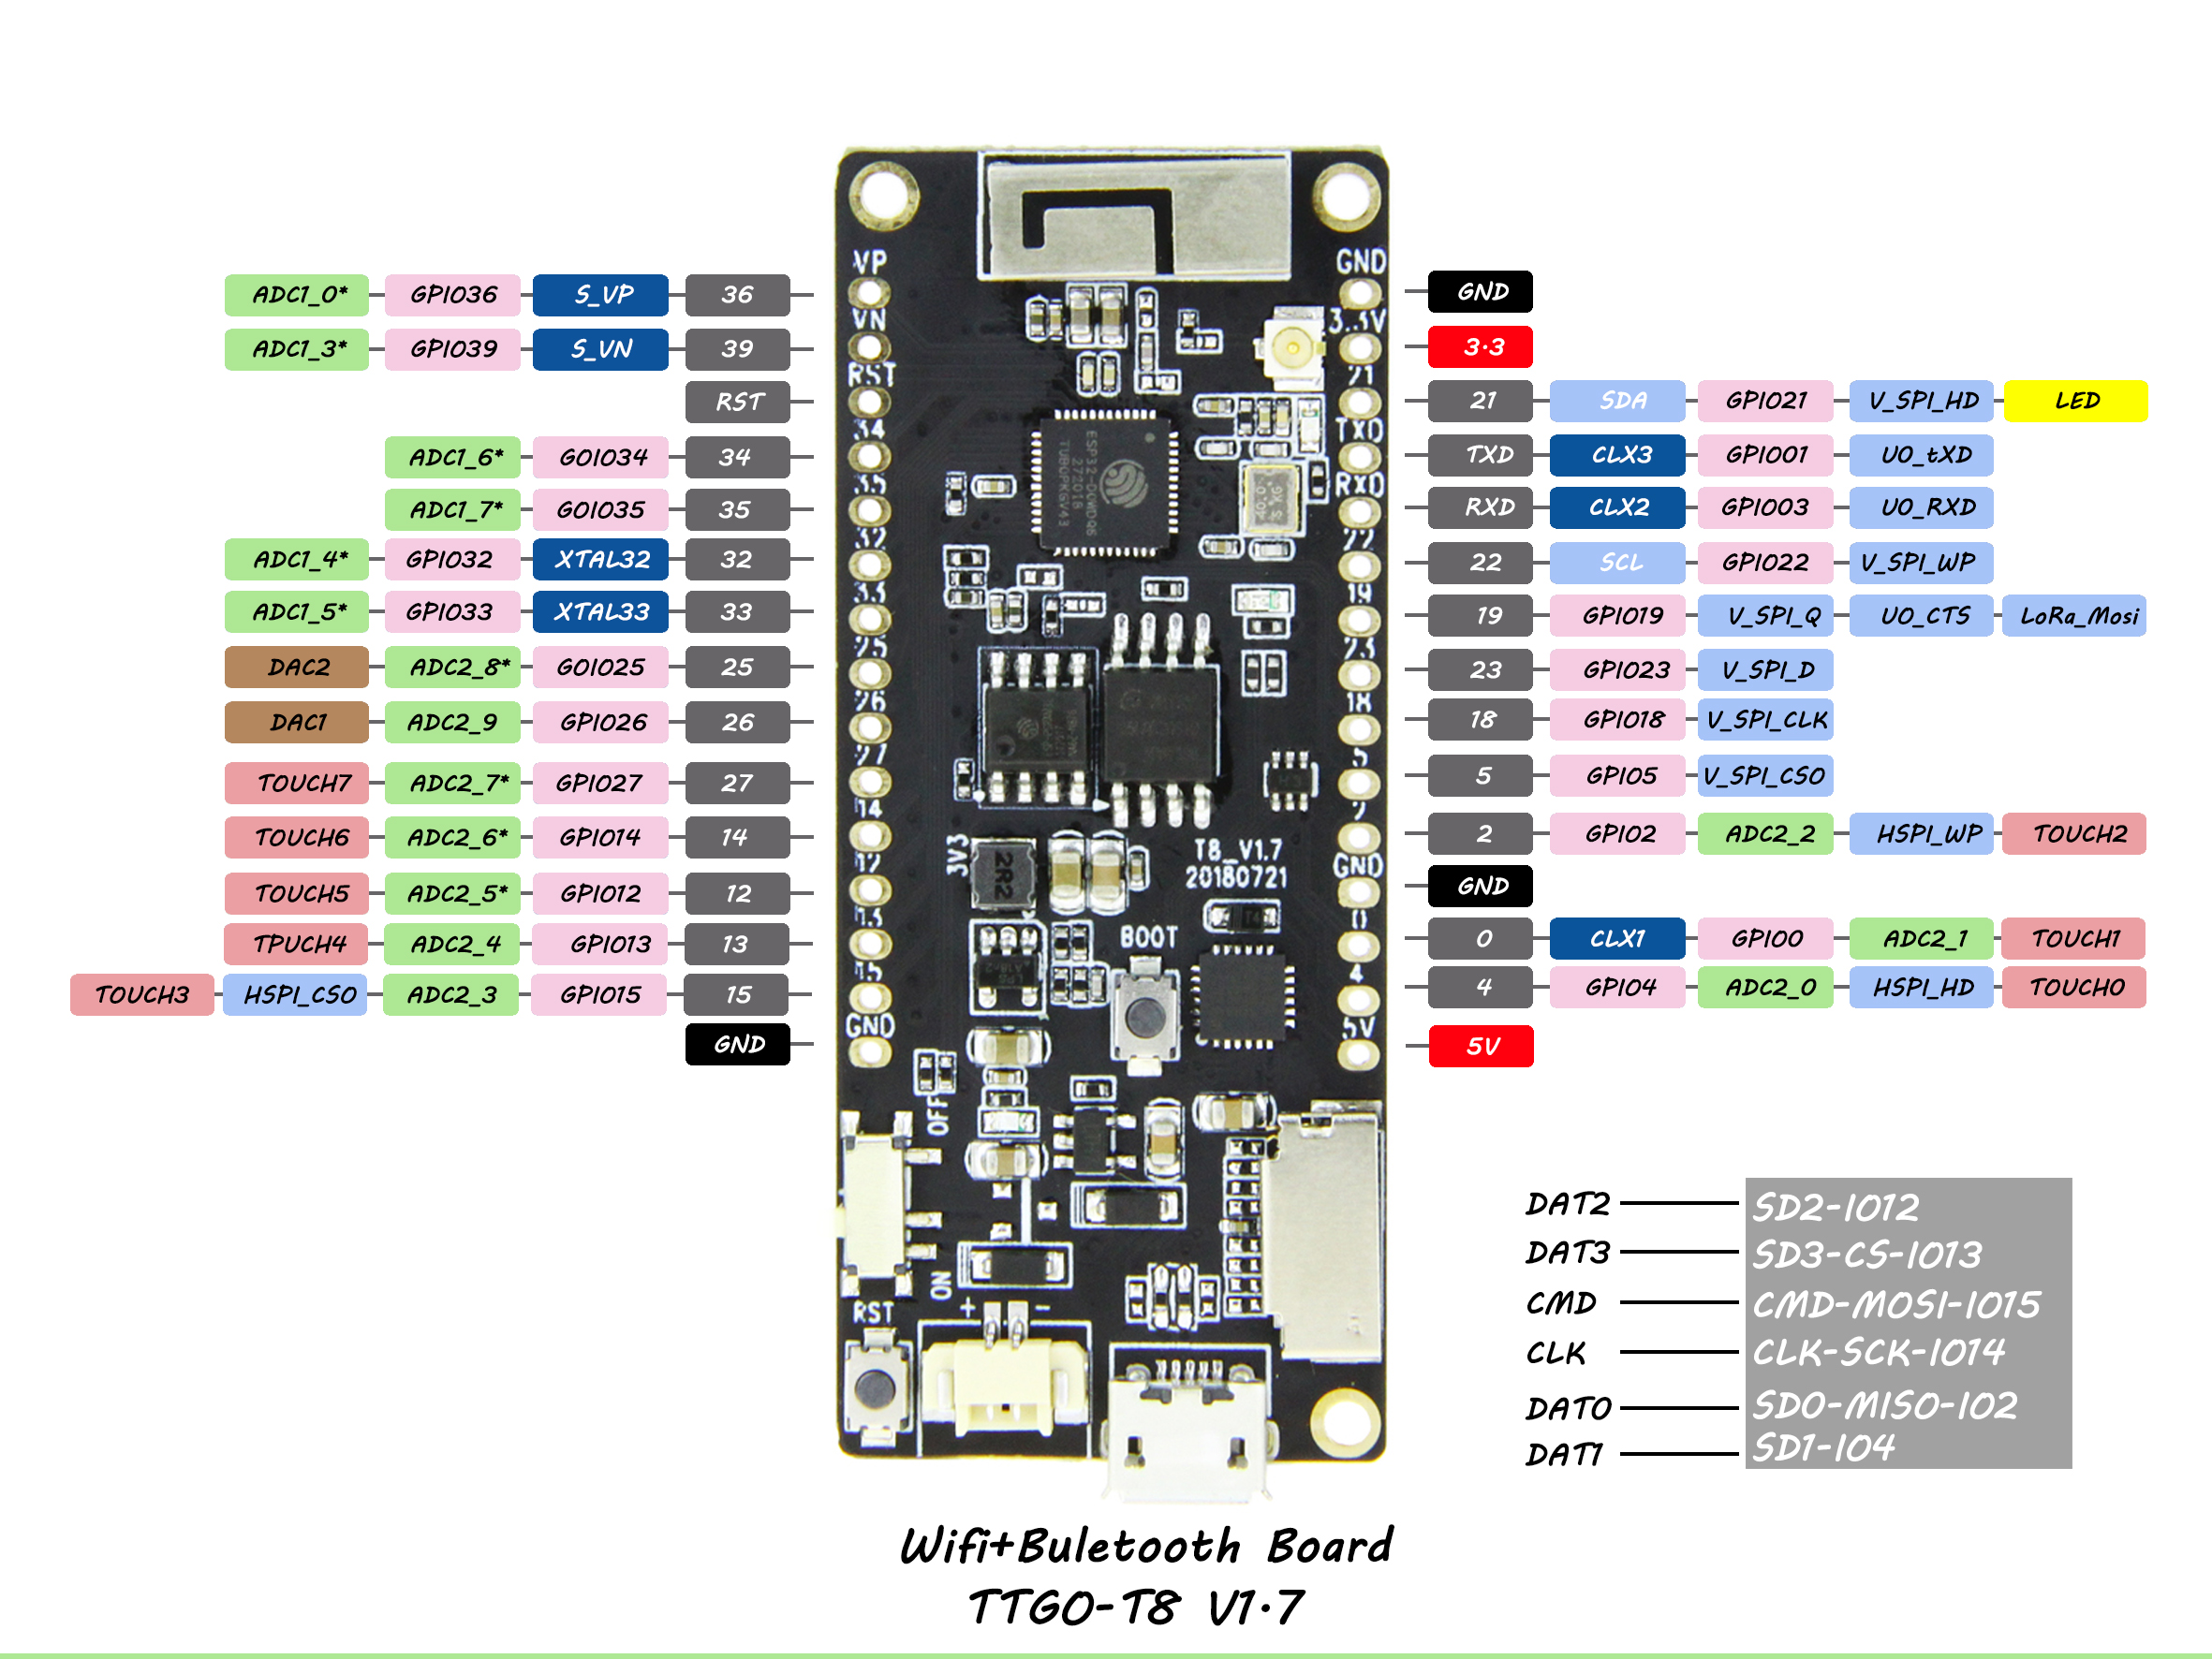 VP
ADC1_0* GPIO36 S_VP 36
VN
ADC1_3* GPIO39 S_VN 39
RST
RST
34
ADC1_6* GOIO34 34
35
ADC1_7* GOIO35 35
32
ADC1_4* GPIO32 XTAL32 32
33
ADC1_5* GPIO33 XTAL33 33
25
DAC2 ADC2_8* GOIO25 25
26
DAC1 ADC2_9 GPIO26 26
27
TOUCH7 ADC2_7* GPIO27 27
14
TOUCH6 ADC2_6* GPIO14 14
12
TOUCH5 ADC2_5* GPIO12 12
13
TPUCH4 ADC2_4 GPIO13 13
15
TOUCH3 HSPI_CS0 ADC2_3 GPIO15 15
GND
GND
ESP32-D0WDQ6
272018
TUBUPKGV43
40.0
3V3
2R2
T8_V1.7
20180721
BOOT
OFF
ON
RST
+ -
GND
GND
3.3V
3.3
21
21 SDA GPIO21 V_SPI_HD LED
TXD
TXD CLX3 GPIO01 UO_tXD
RXD
RXD CLX2 GPIO03 UO_RXD
22
22 SCL GPIO22 V_SPI_WP
19
19 GPIO19 V_SPI_Q UO_CTS LoRa_Mosi
23
23 GPIO23 V_SPI_D
18
18 GPIO18 V_SPI_CLK
5
5 GPIO5 V_SPI_CSO
2
2 GPIO2 ADC2_2 HSPI_WP TOUCH2
GND
GND
0
0 CLX1 GPIO0 ADC2_1 TOUCH1
4
4 GPIO4 ADC2_0 HSPI_HD TOUCH0
5V
5V
DAT2 SD2-IO12
DAT3 SD3-CS-IO13
CMD CMD-MOSI-IO15
CLK CLK-SCK-IO14
DAT0 SD0-MISO-IO2
DAT1 SD1-IO4
Wifi+Buletooth Board
TTGO-T8 V1.7